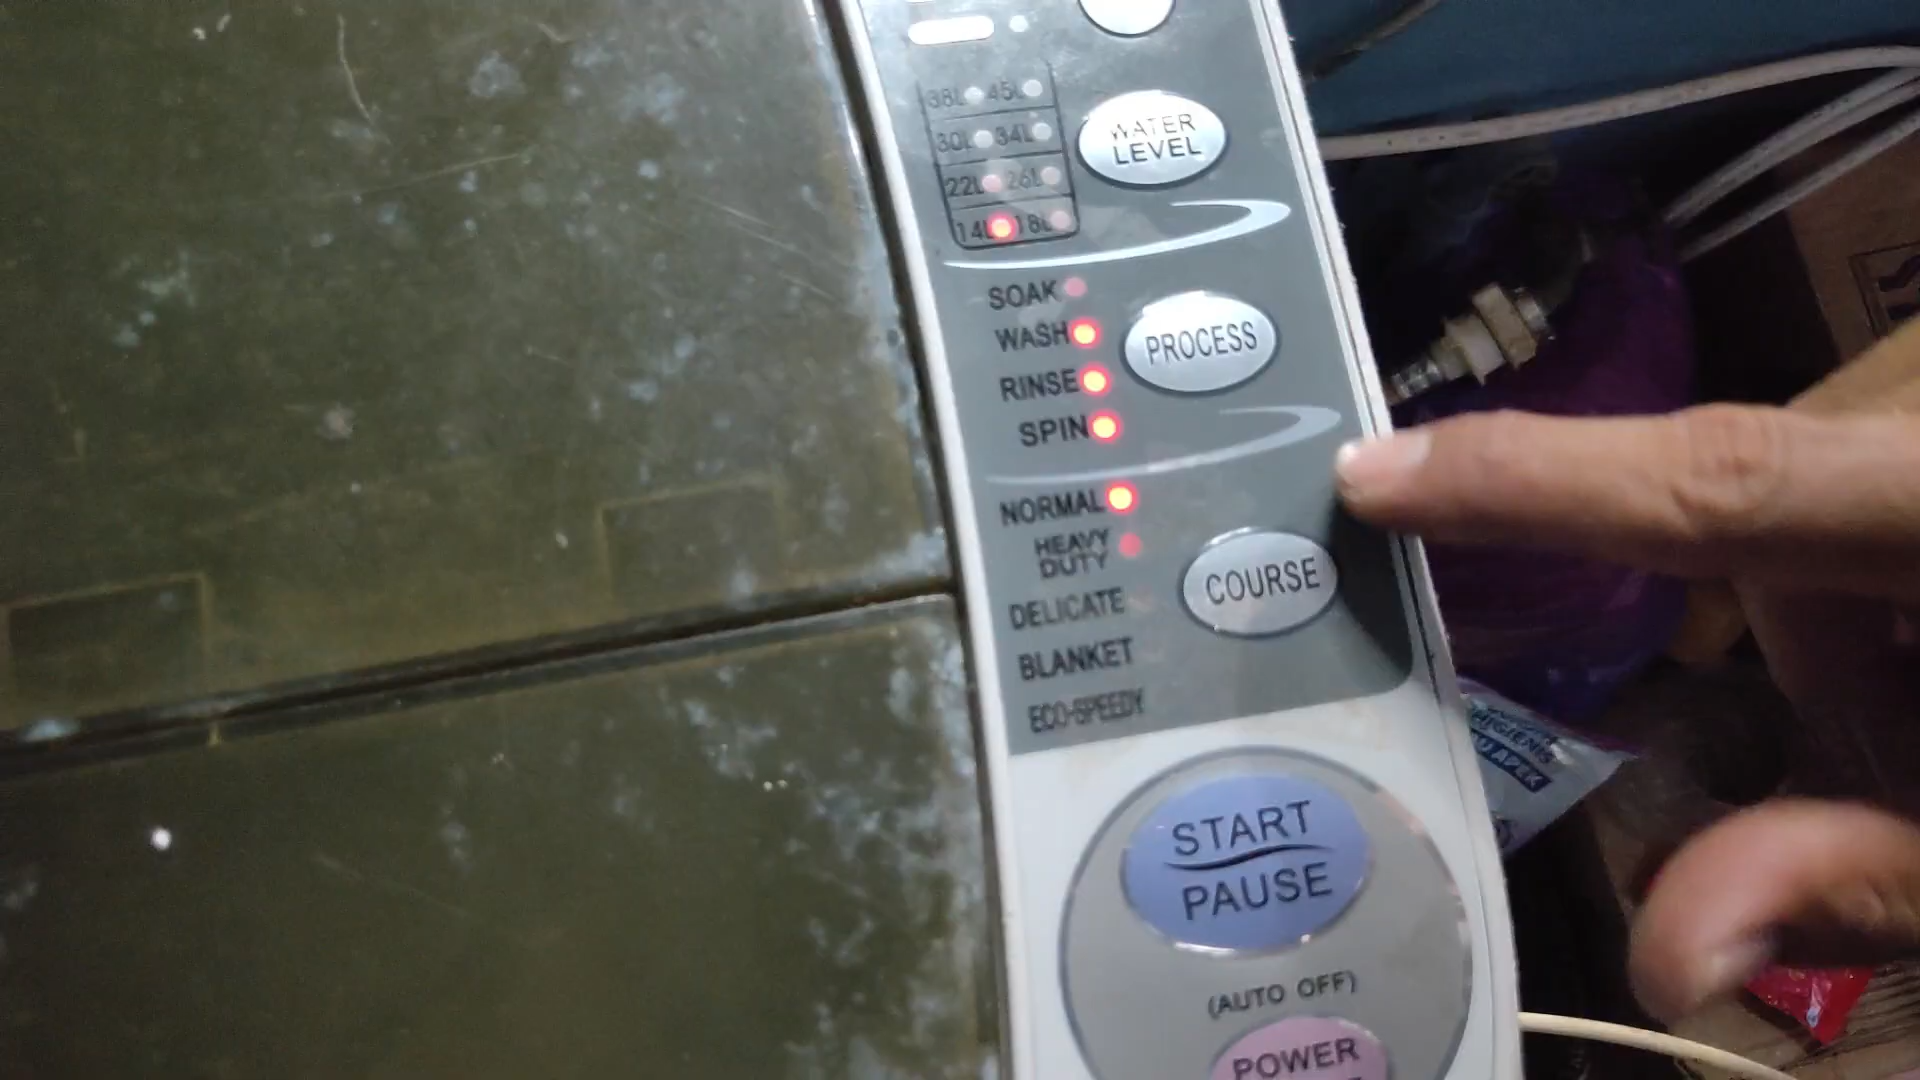 38L 45L
WATER
LEVEL
30L 34L
22L 26L
14L 18L
SOAK
WASH
PROCESS
RINSE
SPIN
NORMAL
HEAVY
DUTY
COURSE
DELICATE
BLANKET
ECO-SPEEDY
START
PAUSE
(AUTO OFF)
POWER
HIGIENIS